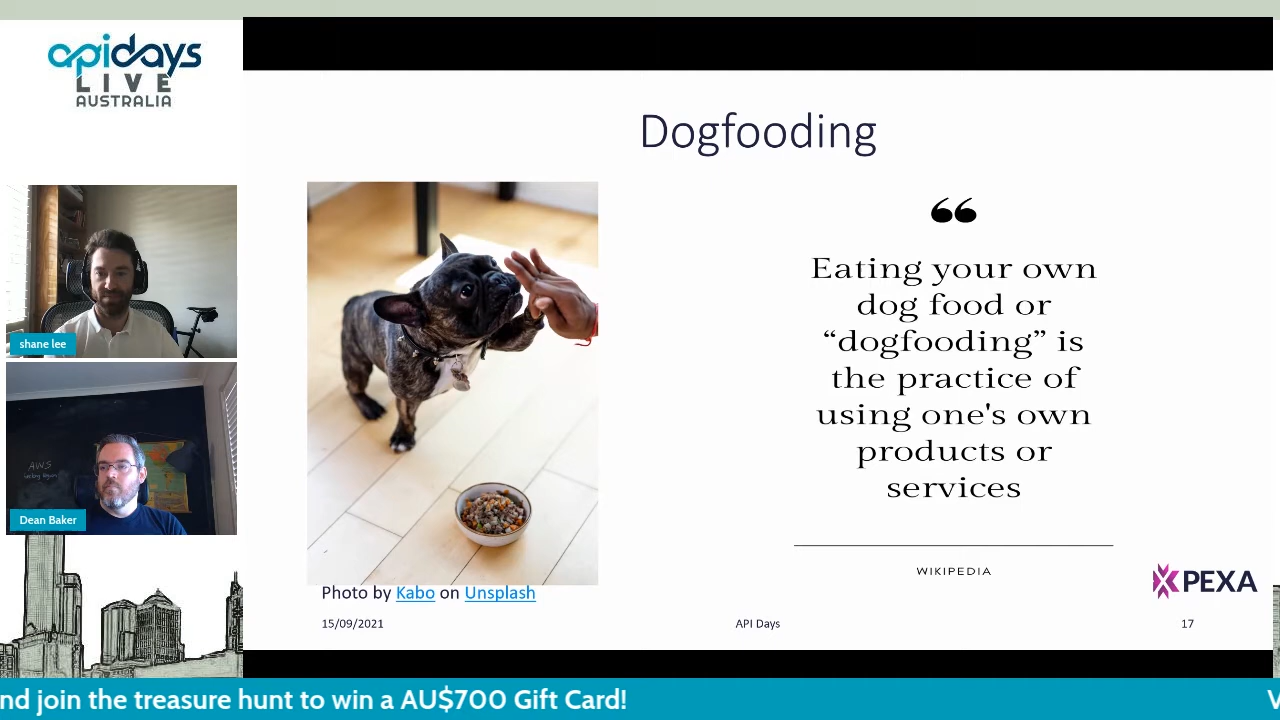 apidays
LIVE
AUSTRALIA
shane lee
AWS
Dean Baker
Dogfooding
“
Eating your own
dog food or
“dogfooding” is
the practice of
using one's own
products or
services
WIKIPEDIA
Photo by Kabo on Unsplash
PEXA
15/09/2021
API Days
17
nd join the treasure hunt to win a AU$700 Gift Card!
V